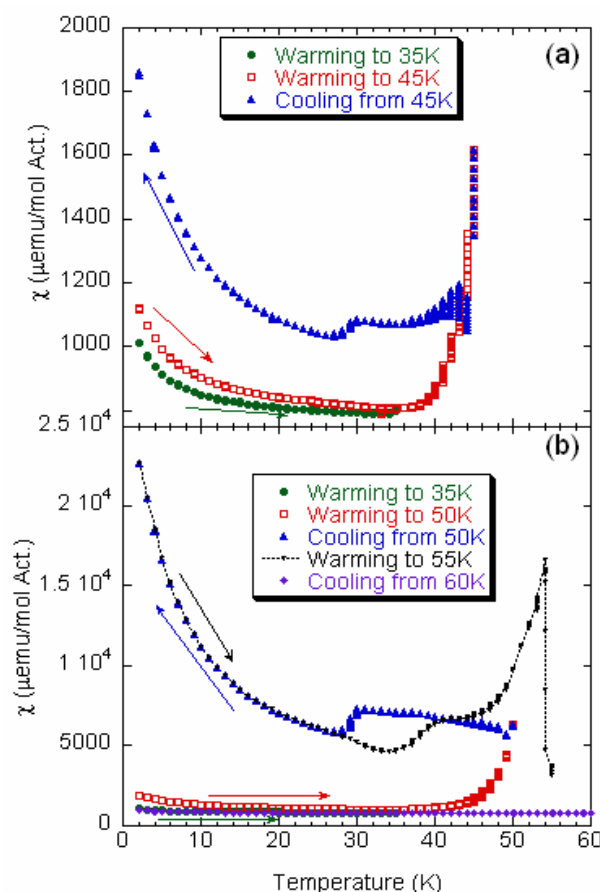 2000
(a)
Warming to 35K
Warming to 45K
Cooling from 45K
1800
1600
1400
1200
1000
χ (μemu/mol Act.)
2.5 10⁴
(b)
Warming to 35K
Warming to 50K
Cooling from 50K
Warming to 55K
Cooling from 60K
2 10⁴
1.5 10⁴
1 10⁴
5000
0
χ (μemu/mol Act.)
0 10 20 30 40 50 60
Temperature (K)